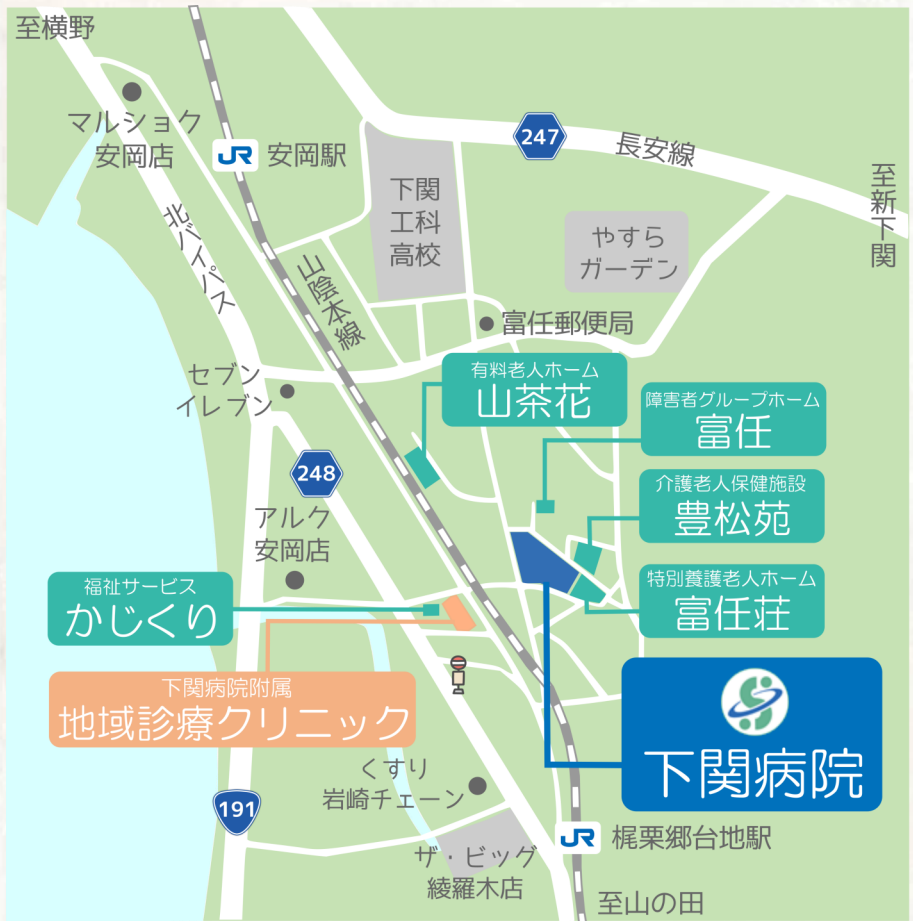 至横野
マルショク
安岡店
JR 安岡駅
247
長安線
至新下関
下関
工科
高校
やすら
ガーデン
北バイパス
山陰本線
富任郵便局
セブン
イレブン
有料老人ホーム
山茶花
障害者グループホーム
富任
248
介護老人保健施設
豊松苑
アルク
安岡店
特別養護老人ホーム
富任荘
福祉サービス
かじくり
下関病院附属
地域診療クリニック
下関病院
くすり
岩崎チェーン
191
JR 梶栗郷台地駅
ザ・ビッグ
綾羅木店
至山の田